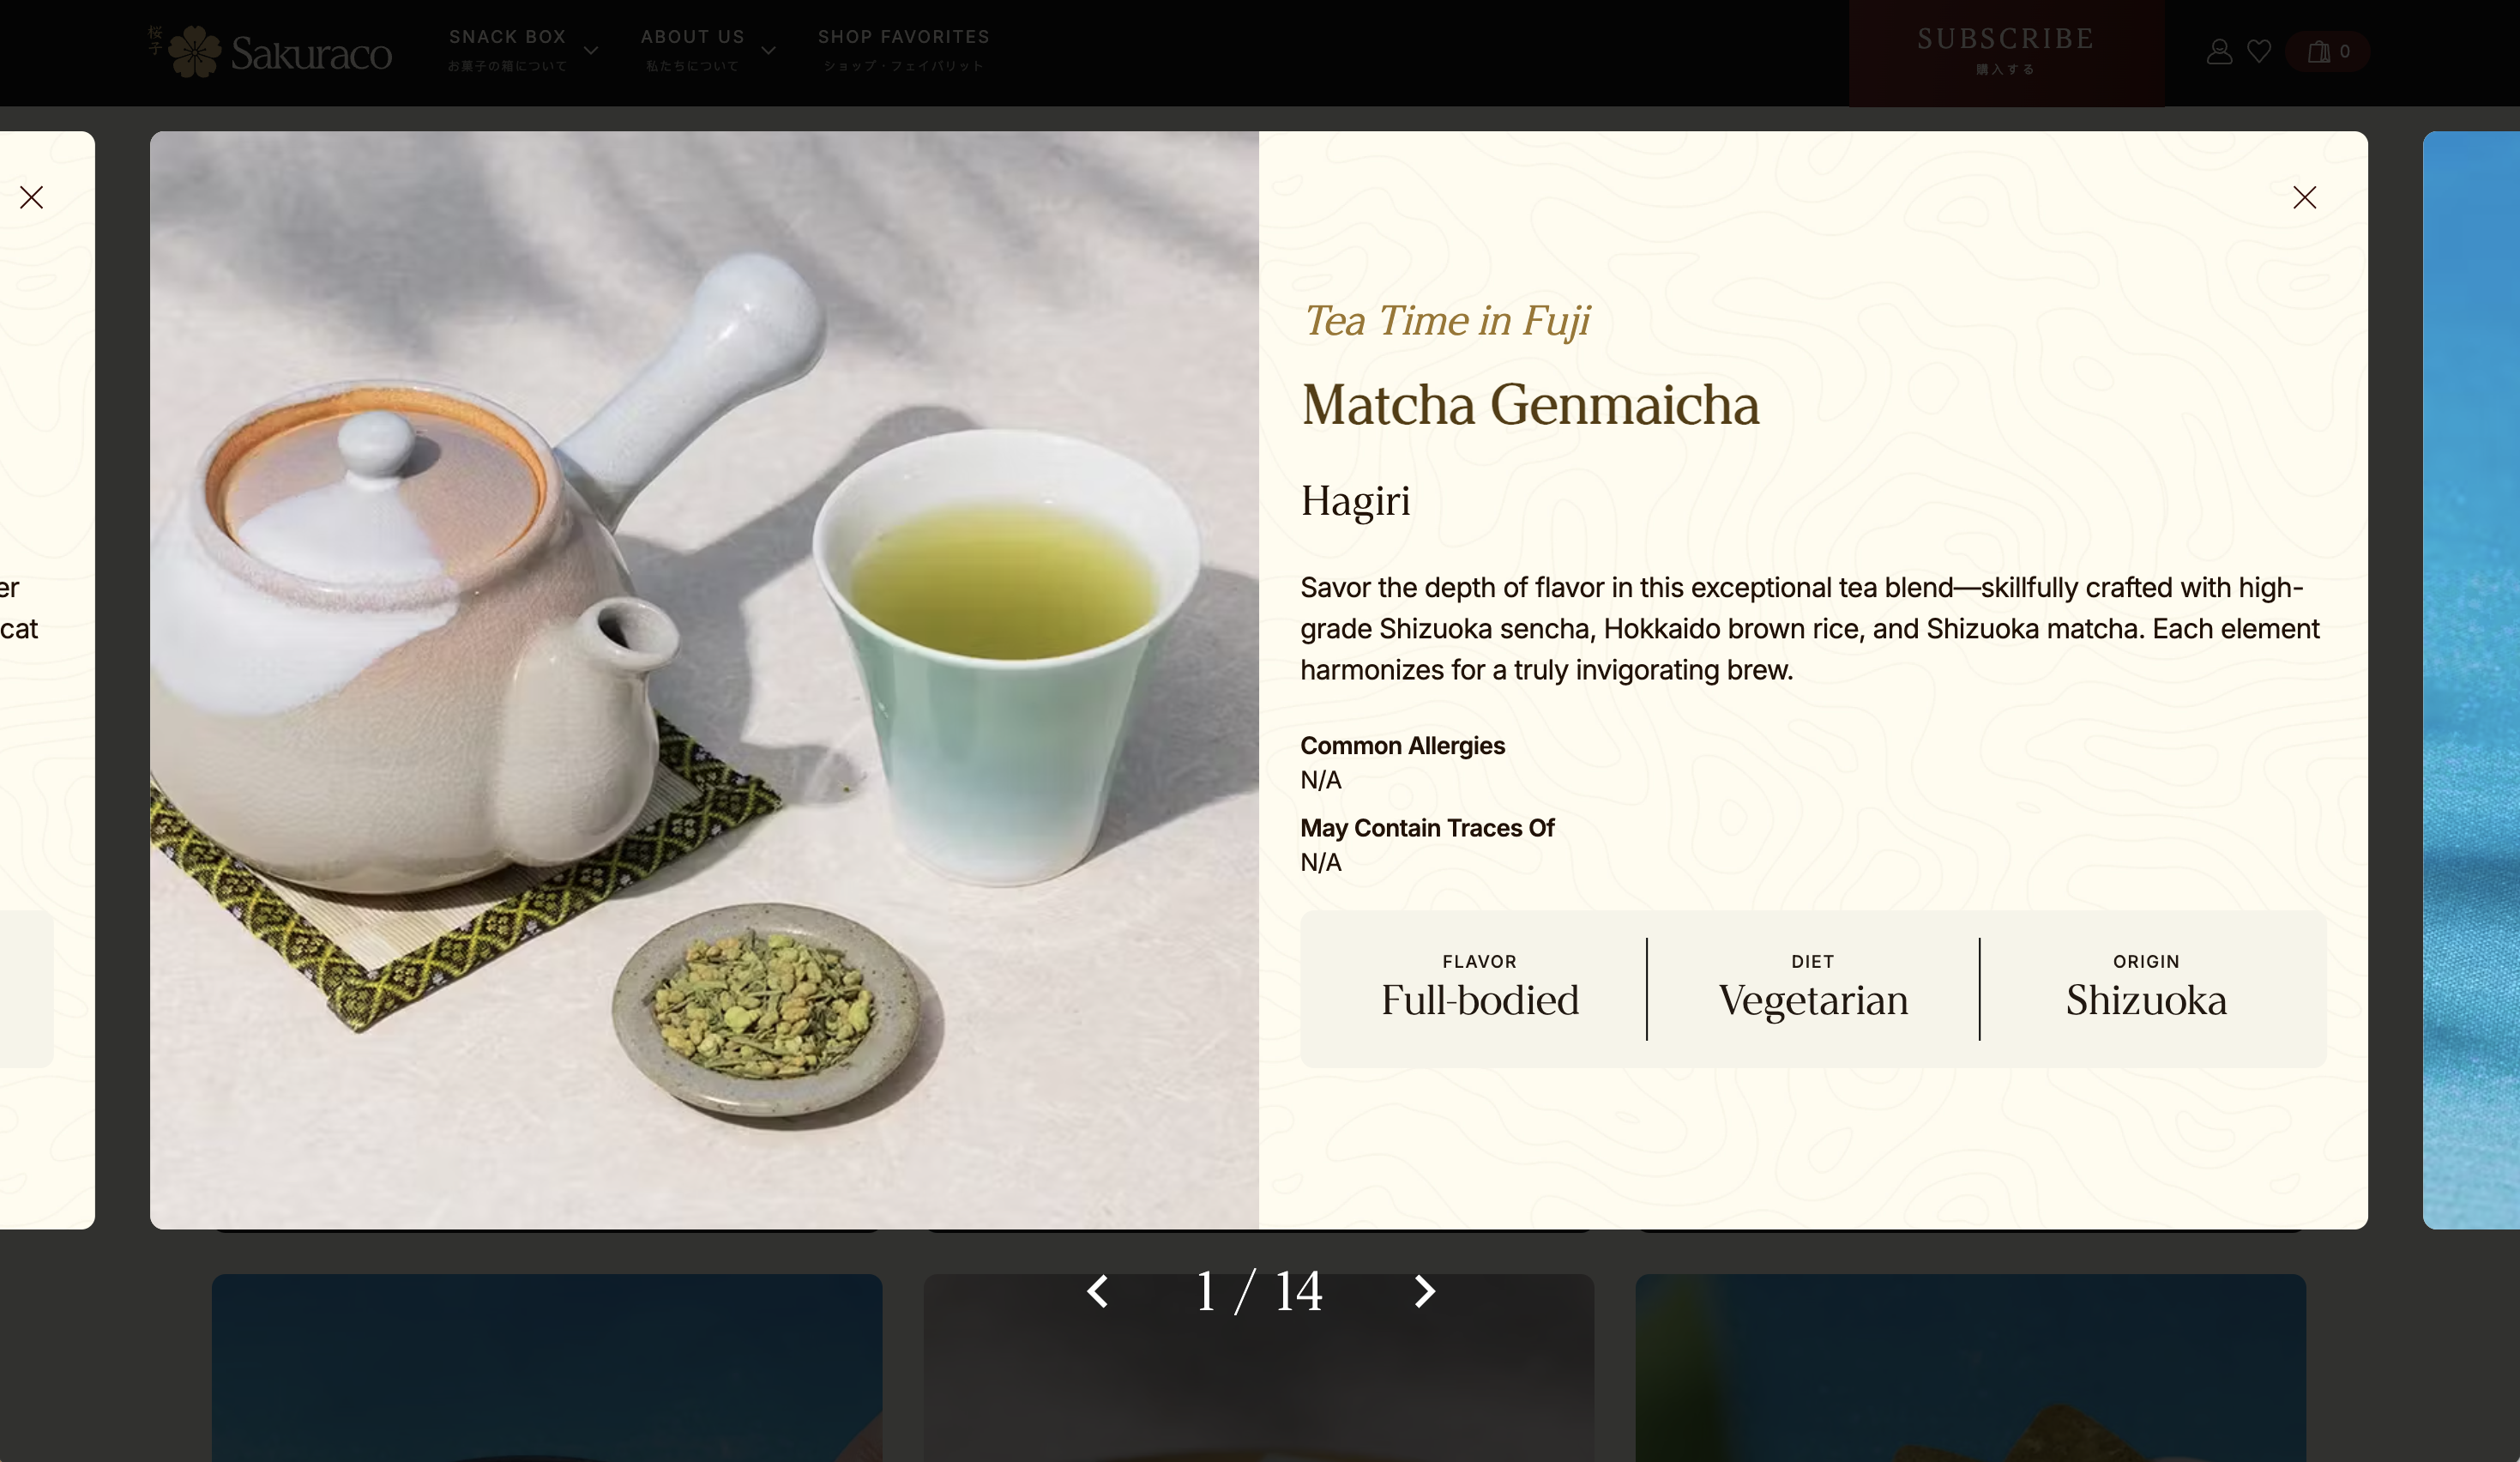 桜子
Sakuraco
SNACK BOX
お菓子の箱について
ABOUT US
私たちについて
SHOP FAVORITES
ショップ・フェイバリット
SUBSCRIBE
購入する
0
er
cat
Tea Time in Fuji
Matcha Genmaicha
Hagiri
Savor the depth of flavor in this exceptional tea blend—skillfully crafted with high-
grade Shizuoka sencha, Hokkaido brown rice, and Shizuoka matcha. Each element
harmonizes for a truly invigorating brew.
Common Allergies
N/A
May Contain Traces Of
N/A
FLAVOR
Full-bodied
DIET
Vegetarian
ORIGIN
Shizuoka
1 / 14